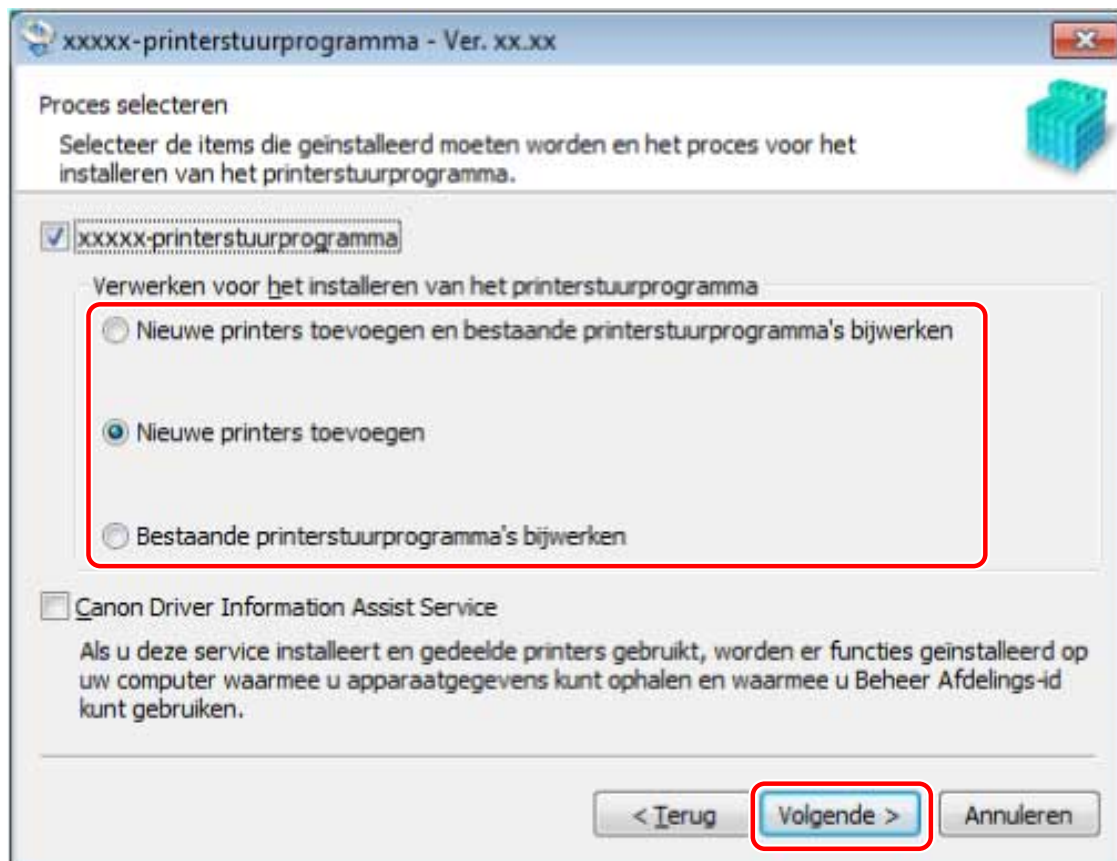 xxxxx-printerstuurprogramma - Ver. xx.xx
Proces selecteren
Selecteer de items die geïnstalleerd moeten worden en het proces voor het
installeren van het printerstuurprogramma.
xxxxx-printerstuurprogramma
Verwerken voor het installeren van het printerstuurprogramma
Nieuwe printers toevoegen en bestaande printerstuurprogramma's bijwerken
Nieuwe printers toevoegen
Bestaande printerstuurprogramma's bijwerken
Canon Driver Information Assist Service
Als u deze service installeert en gedeelde printers gebruikt, worden er functies geïnstalleerd op
uw computer waarmee u apparaatgegevens kunt ophalen en waarmee u Beheer Afdelings-id
kunt gebruiken.
< Terug Volgende > Annuleren